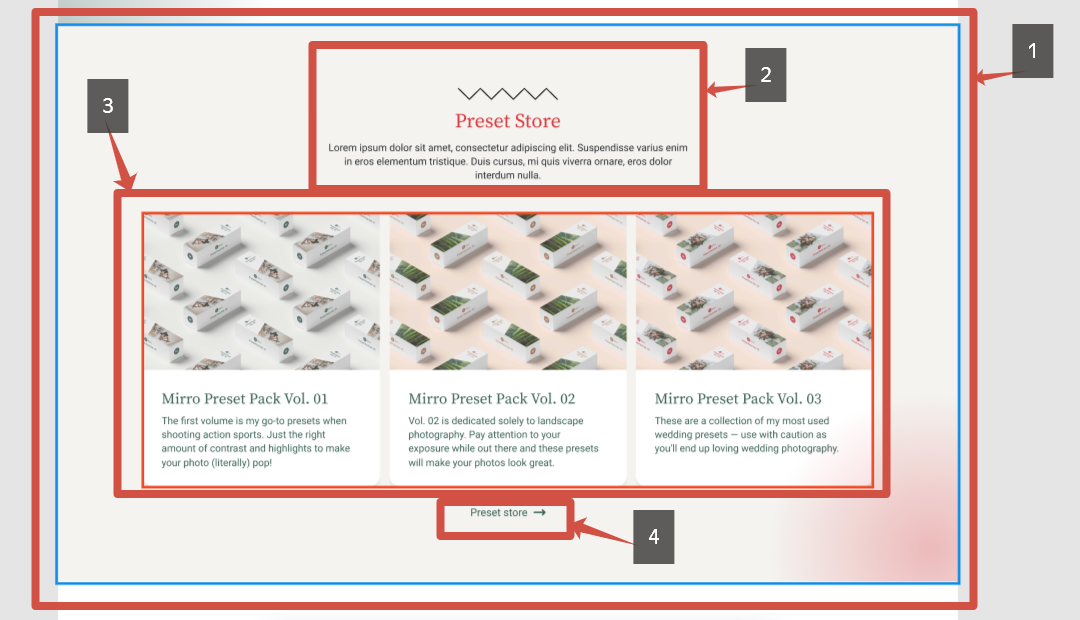 1
2
3
Preset Store
Lorem ipsum dolor sit amet, consectetur adipiscing elit. Suspendisse varius enim
in eros elementum tristique. Duis cursus, mi quis viverra ornare, eros dolor
interdum nulla.
Mirro Preset Pack Vol. 01
The first volume is my go-to presets when
shooting action sports. Just the right
amount of contrast and highlights to make
your photo (literally) pop!
Mirro Preset Pack Vol. 02
Vol. 02 is dedicated solely to landscape
photography. Pay attention to your
exposure while out there and these presets
will make your photos look great.
Mirro Preset Pack Vol. 03
These are a collection of my most used
wedding presets — use with caution as
you'll end up loving wedding photography.
Preset store →
4